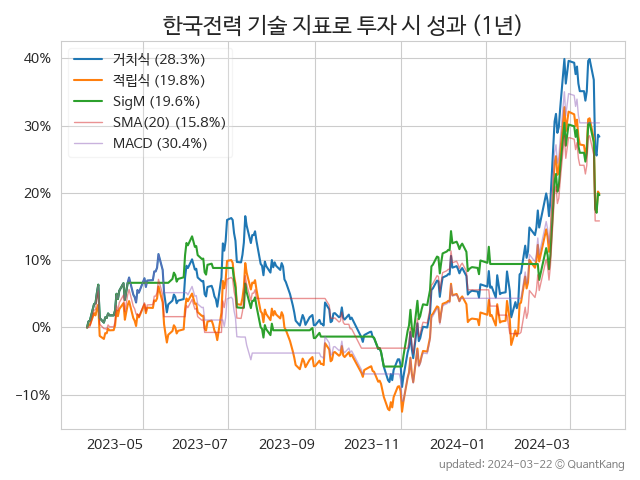 한국전력 기술 지표로 투자 시 성과 (1년)
40%
30%
20%
10%
0%
−10%
거치식 (28.3%)
적립식 (19.8%)
SigM (19.6%)
SMA(20) (15.8%)
MACD (30.4%)
2023-05
2023-07
2023-09
2023-11
2024-01
2024-03
updated: 2024-03-22 © QuantKang